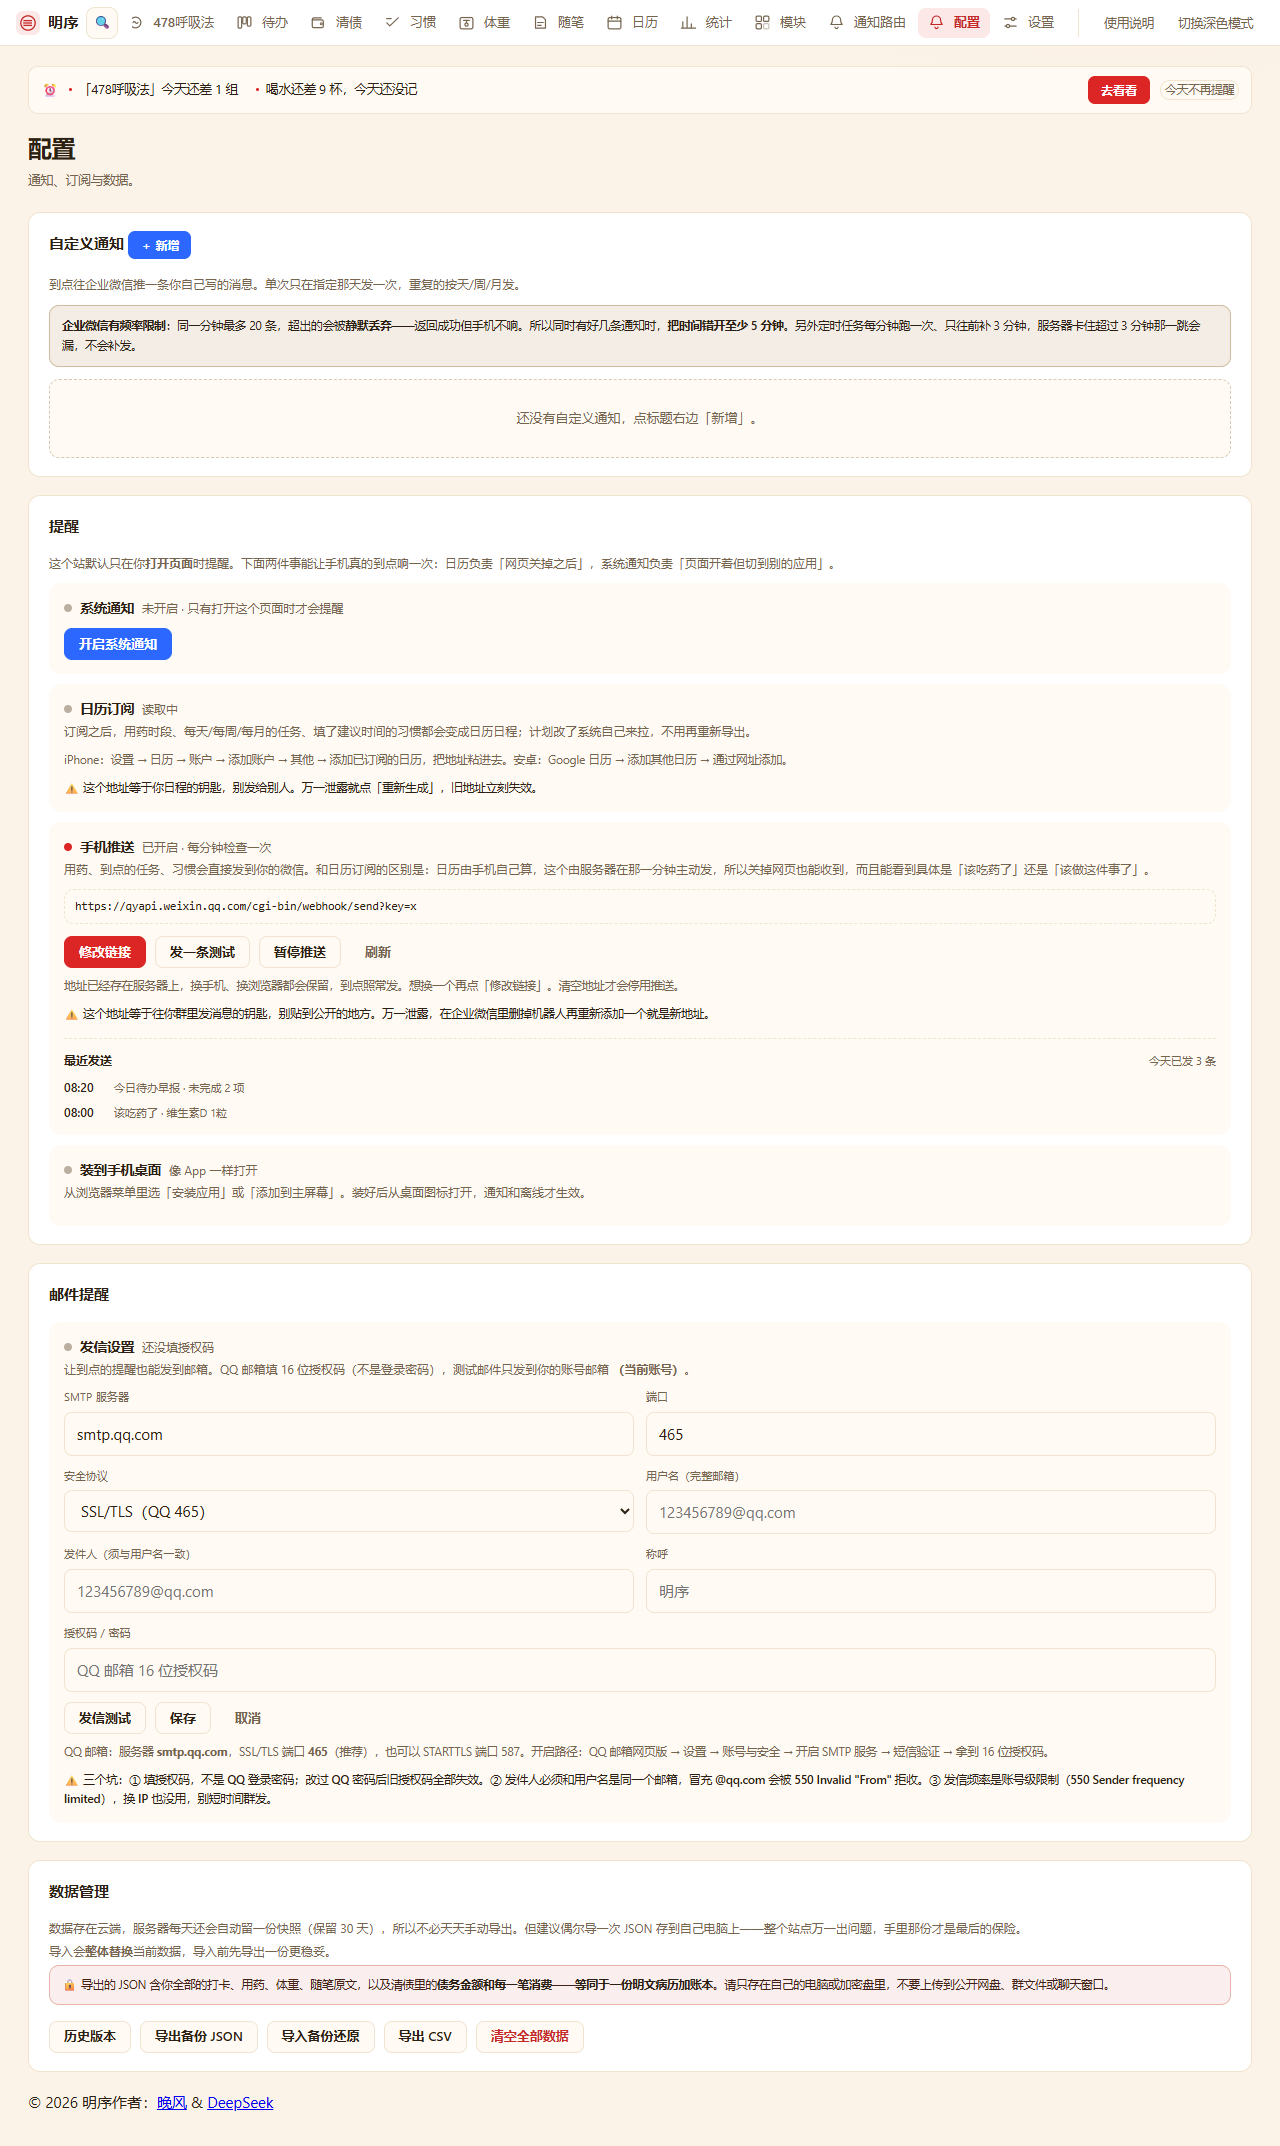 明序
478呼吸法
待办
清债
习惯
体重
随笔
日历
统计
模块
通知路由
配置
设置
使用说明
切换深色模式
• 「478呼吸法」今天还差 1 组 • 喝水还差 9 杯，今天还没记
去看看
今天不再提醒
配置
通知、订阅与数据。
自定义通知
+ 新增
到点往企业微信推一条你自己写的消息。单次只在指定那天发一次，重复的按天/周/月发。
企业微信有频率限制：同一分钟最多 20 条，超出的会被静默丢弃——返回成功但手机不响。所以同时有好几条通知时，把时间错开至少 5 分钟。另外定时任务每分钟跑一次、只往前补 3 分钟，服务器卡住超过 3 分钟那一跳会
漏，不会补发。
还没有自定义通知，点标题右边「新增」。
提醒
这个站默认只在你打开页面时提醒。下面两件事能让手机真的到点响一次：日历负责「网页关掉之后」，系统通知负责「页面开着但切到别的应用」。
系统通知 未开启 · 只有打开这个页面时才会提醒
开启系统通知
日历订阅 读取中
订阅之后，用药时段、每天/每周/每月的任务、填了建议时间的习惯都会变成日历日程；计划改了系统自己来拉，不用再重新导出。
iPhone：设置 → 日历 → 账户 → 添加账户 → 其他 → 添加已订阅的日历，把地址粘进去。安卓：Google 日历 → 添加其他日历 → 通过网址添加。
⚠️ 这个地址等于你日程的钥匙，别发给别人。万一泄露就点「重新生成」，旧地址立刻失效。
手机推送 已开启 · 每分钟检查一次
用药、到点的任务、习惯会直接发到你的微信。和日历订阅的区别是：日历由手机自己算，这个由服务器在那一分钟主动发，所以关掉网页也能收到，而且能看到具体是「该吃药了」还是「该做这件事了」。
https://qyapi.weixin.qq.com/cgi-bin/webhook/send?key=x
修改链接
发一条测试
暂停推送
刷新
地址已经存在服务器上，换手机、换浏览器都会保留，到点照常发。想换一个再点「修改链接」。清空地址才会停用推送。
⚠️ 这个地址等于往你群里发消息的钥匙，别贴到公开的地方。万一泄露，在企业微信里删掉机器人再重新添加一个就是新地址。
最近发送
今天已发 3 条
08:20 今日待办早报 · 未完成 2 项
08:00 该吃药了 · 维生素D 1粒
装到手机桌面 像 App 一样打开
从浏览器菜单里选「安装应用」或「添加到主屏幕」。装好后从桌面图标打开，通知和离线才生效。
邮件提醒
发信设置 还没填授权码
让到点的提醒也能发到邮箱。QQ 邮箱填 16 位授权码（不是登录密码），测试邮件只发到你的账号邮箱（当前账号）。
SMTP 服务器
端口
smtp.qq.com
465
安全协议
用户名（完整邮箱）
SSL/TLS（QQ 465）
123456789@qq.com
发件人（须与用户名一致）
称呼
123456789@qq.com
明序
授权码 / 密码
QQ 邮箱 16 位授权码
发信测试
保存
取消
QQ 邮箱：服务器 smtp.qq.com，SSL/TLS 端口 465（推荐），也可以 STARTTLS 端口 587。开启路径：QQ 邮箱网页版 → 设置 → 账号与安全 → 开启 SMTP 服务 → 短信验证 → 拿到 16 位授权码。
⚠️ 三个坑：① 填授权码，不是 QQ 登录密码；改过 QQ 密码后旧授权码全部失效。② 发件人必须和用户名是同一个邮箱，冒充 @qq.com 会被 550 Invalid "From" 拒收。③ 发信频率是账号级限制（550 Sender frequency
limited），换 IP 也没用，别短时间群发。
数据管理
数据存在云端，服务器每天还会自动留一份快照（保留 30 天），所以不必天天手动导出。但建议偶尔导一次 JSON 存到自己电脑上——整个站点万一出问题，手里那份才是最后的保险。
导入会整体替换当前数据，导入前先导出一份更稳妥。
🔒 导出的 JSON 含你全部的打卡、用药、体重、随笔原文，以及清债里的债务金额和每一笔消费——等同于一份明文病历加账本。请只存在自己的电脑或加密盘里，不要上传到公开网盘、群文件或聊天窗口。
历史版本
导出备份 JSON
导入备份还原
导出 CSV
清空全部数据
© 2026 明序作者：晚风 & DeepSeek